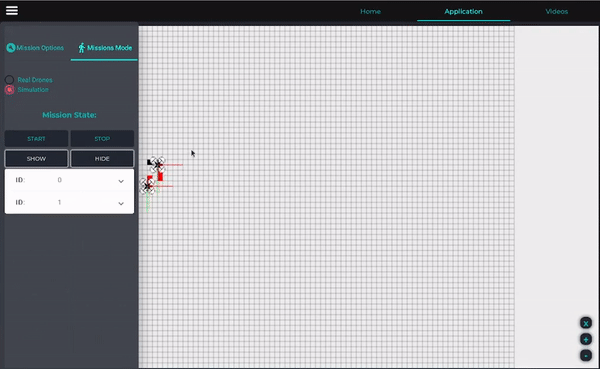 Home Application Videos
Mission Options Missions Mode
Real Drones
Simulation
Mission State:
START STOP
SHOW HIDE
ID: 0
ID: 1
X
+
-